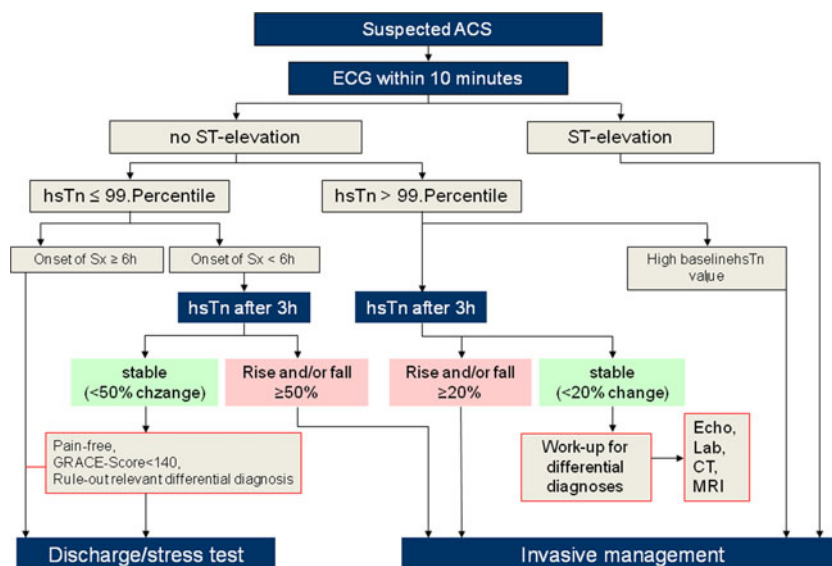 Suspected ACS
ECG within 10 minutes
no ST-elevation
ST-elevation
hsTn ≤ 99.Percentile
hsTn > 99.Percentile
Onset of Sx ≥ 6h
Onset of Sx < 6h
High baselinehsTn
value
hsTn after 3h
hsTn after 3h
stable
(<50% chzange)
Rise and/or fall
≥50%
Rise and/or fall
≥20%
stable
(<20% change)
Pain-free,
GRACE-Score<140,
Rule-out relevant differential diagnosis
Work-up for
differential
diagnoses
Echo,
Lab,
CT,
MRI
Discharge/stress test
Invasive management